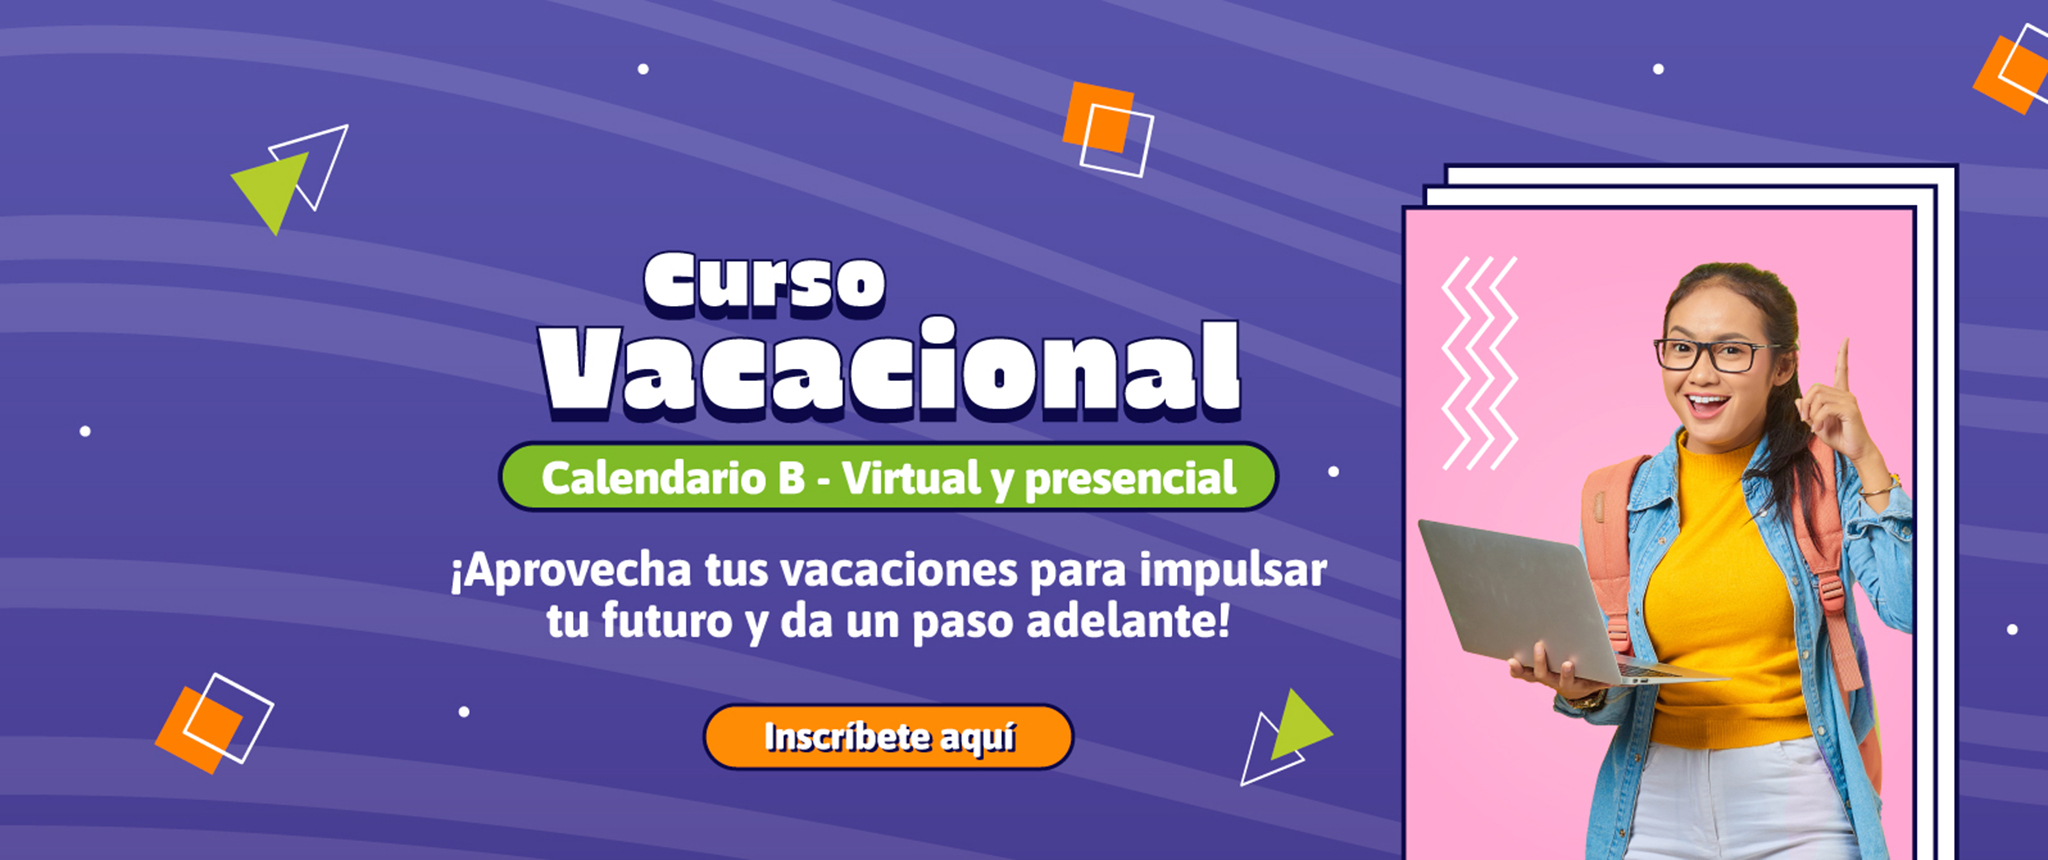 Curso
Vacacional
Calendario B - Virtual y presencial
¡Aprovecha tus vacaciones para impulsar
tu futuro y da un paso adelante!
Inscríbete aquí